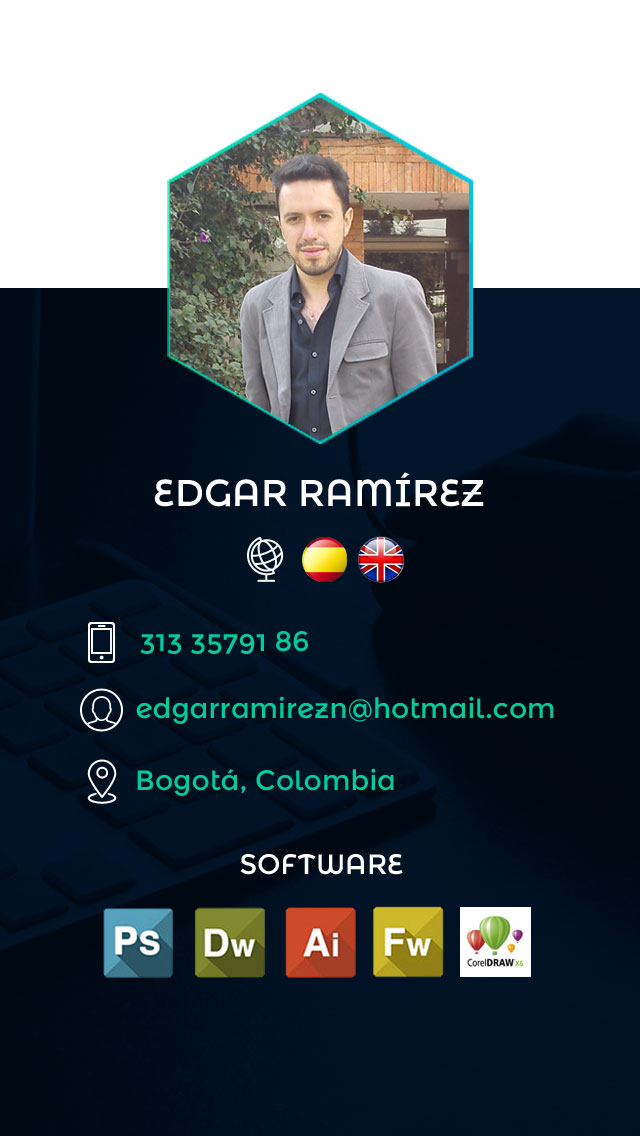 EDGAR RAMÍREZ
313 35791 86
edgarramirezn@hotmail.com
Bogotá, Colombia
SOFTWARE
Ps Dw Ai Fw CorelDRAW X6